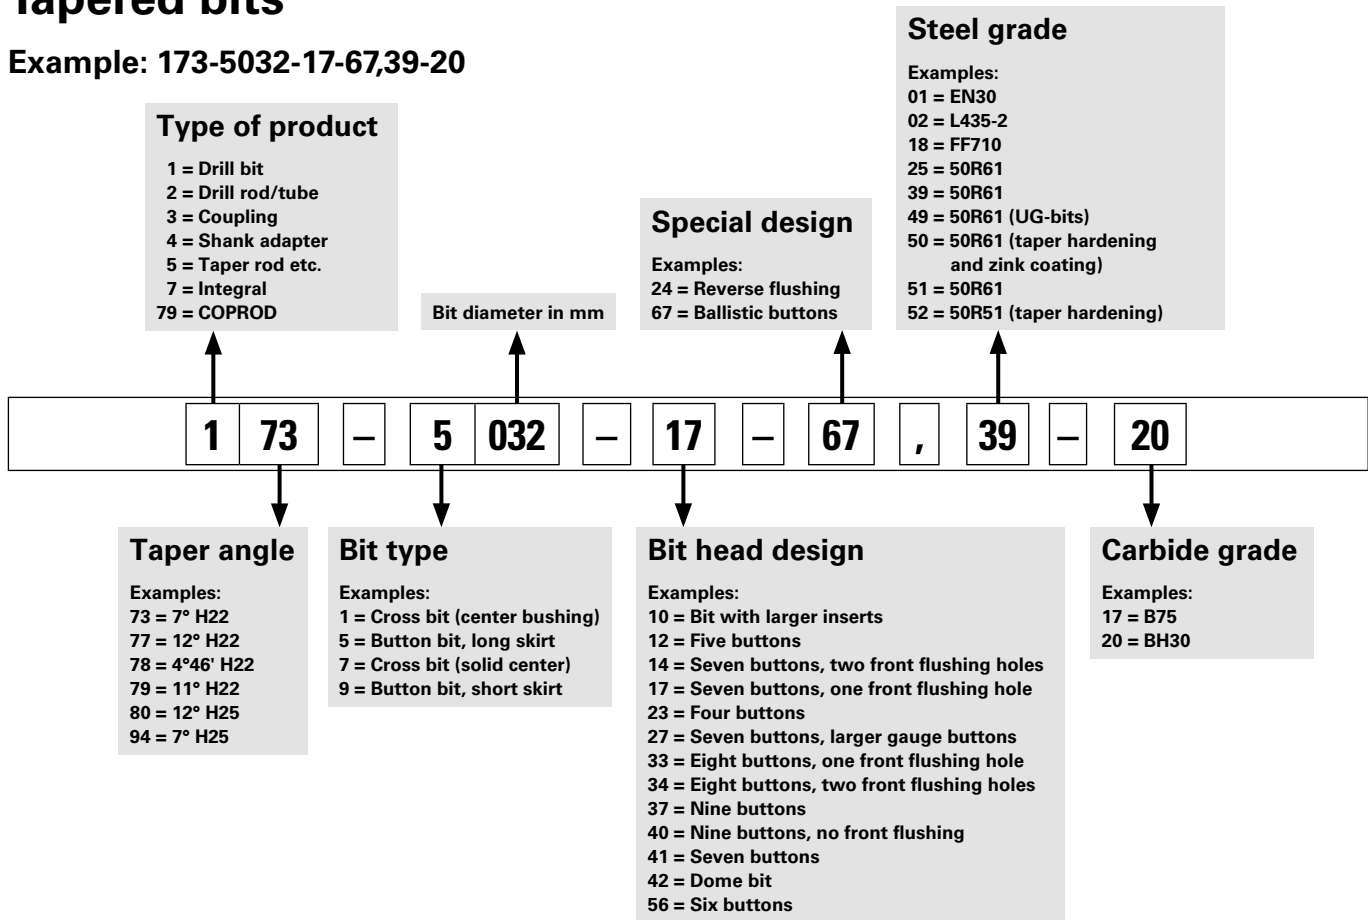 Tapered bits
Example: 173-5032-17-67,39-20
Type of product
1 = Drill bit
2 = Drill rod/tube
3 = Coupling
4 = Shank adapter
5 = Taper rod etc.
7 = Integral
79 = COPROD
Bit diameter in mm
Special design
Examples:
24 = Reverse flushing
67 = Ballistic buttons
Steel grade
Examples:
01 = EN30
02 = L435-2
18 = FF710
25 = 50R61
39 = 50R61
49 = 50R61 (UG-bits)
50 = 50R61 (taper hardening
and zink coating)
51 = 50R61
52 = 50R51 (taper hardening)
1 73 – 5 032 – 17 – 67 , 39 – 20
Taper angle
Examples:
73 = 7° H22
77 = 12° H22
78 = 4°46' H22
79 = 11° H22
80 = 12° H25
94 = 7° H25
Bit type
Examples:
1 = Cross bit (center bushing)
5 = Button bit, long skirt
7 = Cross bit (solid center)
9 = Button bit, short skirt
Bit head design
Examples:
10 = Bit with larger inserts
12 = Five buttons
14 = Seven buttons, two front flushing holes
17 = Seven buttons, one front flushing hole
23 = Four buttons
27 = Seven buttons, larger gauge buttons
33 = Eight buttons, one front flushing hole
34 = Eight buttons, two front flushing holes
37 = Nine buttons
40 = Nine buttons, no front flushing
41 = Seven buttons
42 = Dome bit
56 = Six buttons
Carbide grade
Examples:
17 = B75
20 = BH30